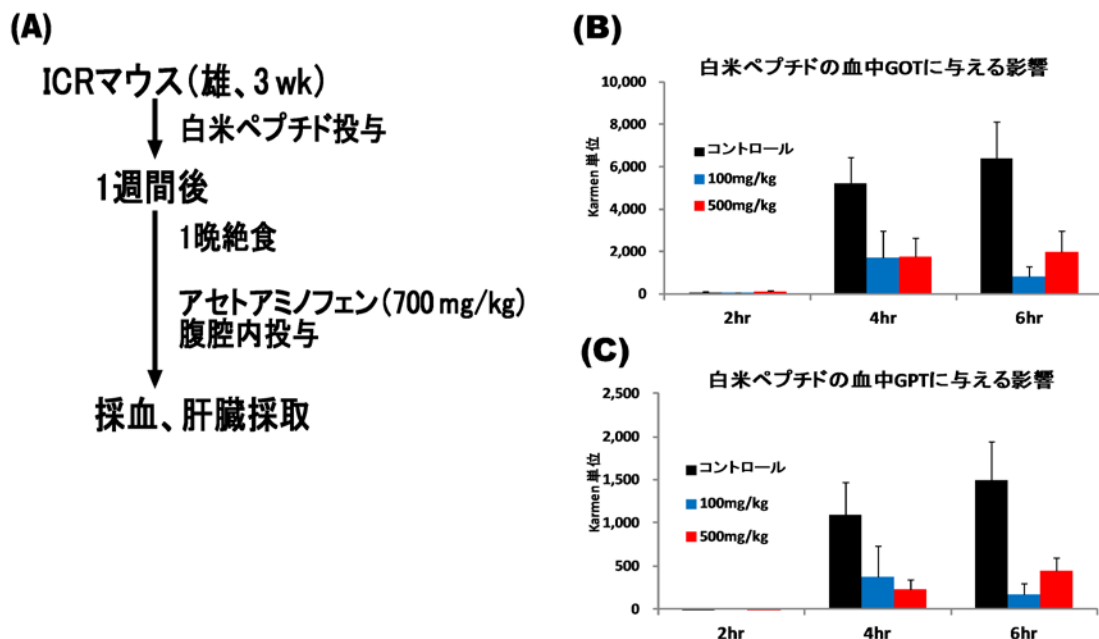 (A)
ICRマウス(雄、3 wk)
白米ペプチド投与
1週間後
1晩絶食
アセトアミノフェン(700 mg/kg)
腹腔内投与
採血、肝臓採取
(B)
白米ペプチドの血中GOTに与える影響
Karmen 単位
10,000
8,000
6,000
4,000
2,000
0
コントロール
100mg/kg
500mg/kg
2hr 4hr 6hr
(C)
白米ペプチドの血中GPTに与える影響
Karmen 単位
2,500
2,000
1,500
1,000
500
0
コントロール
100mg/kg
500mg/kg
2hr 4hr 6hr